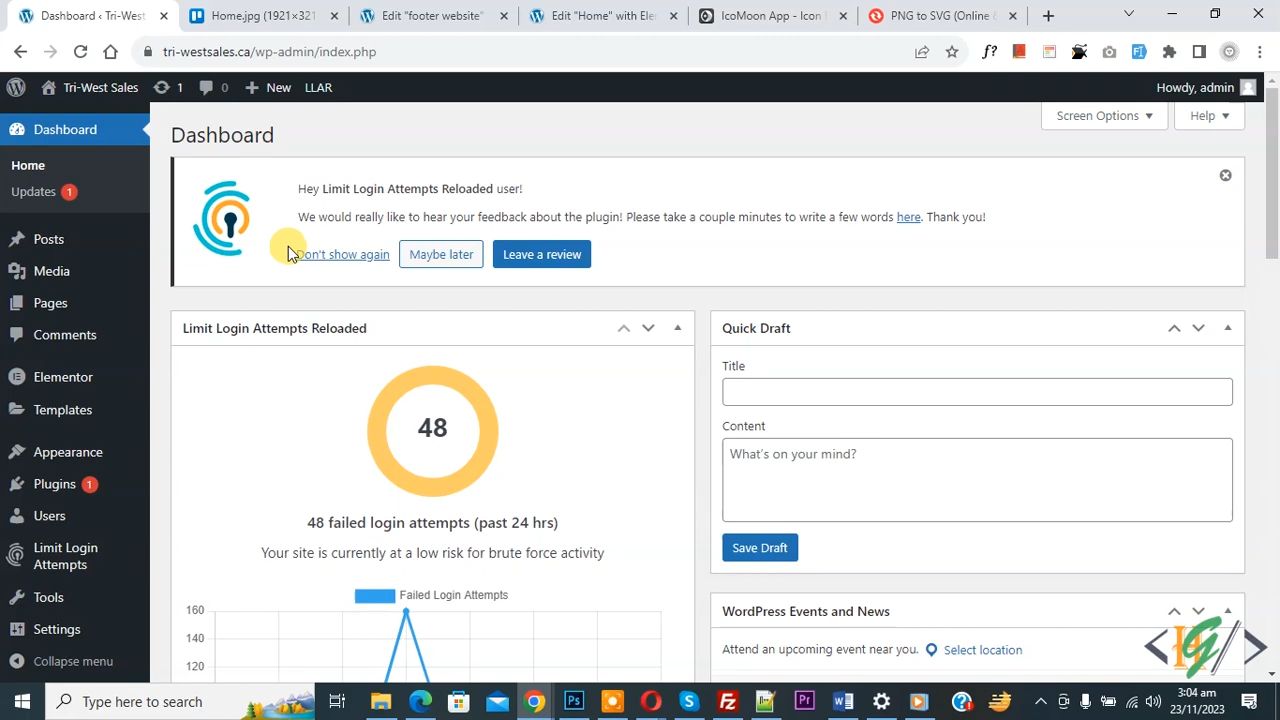 Dashboard ‹ Tri-West
Home.jpg (1921×321
Edit "footer website"
Edit "Home" with Ele
IcoMoon App - Icon
PNG to SVG (Online &
tri-westsales.ca/wp-admin/index.php
f?
Tri-West Sales
1
0
New
LLAR
Howdy, admin
Dashboard
Home
Updates 1
Posts
Media
Pages
Comments
Elementor
Templates
Appearance
Plugins 1
Users
Limit Login
Attempts
Tools
Settings
Collapse menu
Screen Options
Help
Dashboard
Hey Limit Login Attempts Reloaded user!
We would really like to hear your feedback about the plugin! Please take a couple minutes to write a few words here. Thank you!
Don't show again
Maybe later
Leave a review
Limit Login Attempts Reloaded
48
48 failed login attempts (past 24 hrs)
Your site is currently at a low risk for brute force activity
Failed Login Attempts
160
140
120
Quick Draft
Title
Content
What's on your mind?
Save Draft
WordPress Events and News
Attend an upcoming event near you.
Select location
Type here to search
Ps
Fz
Pr
3:04 am
23/11/2023